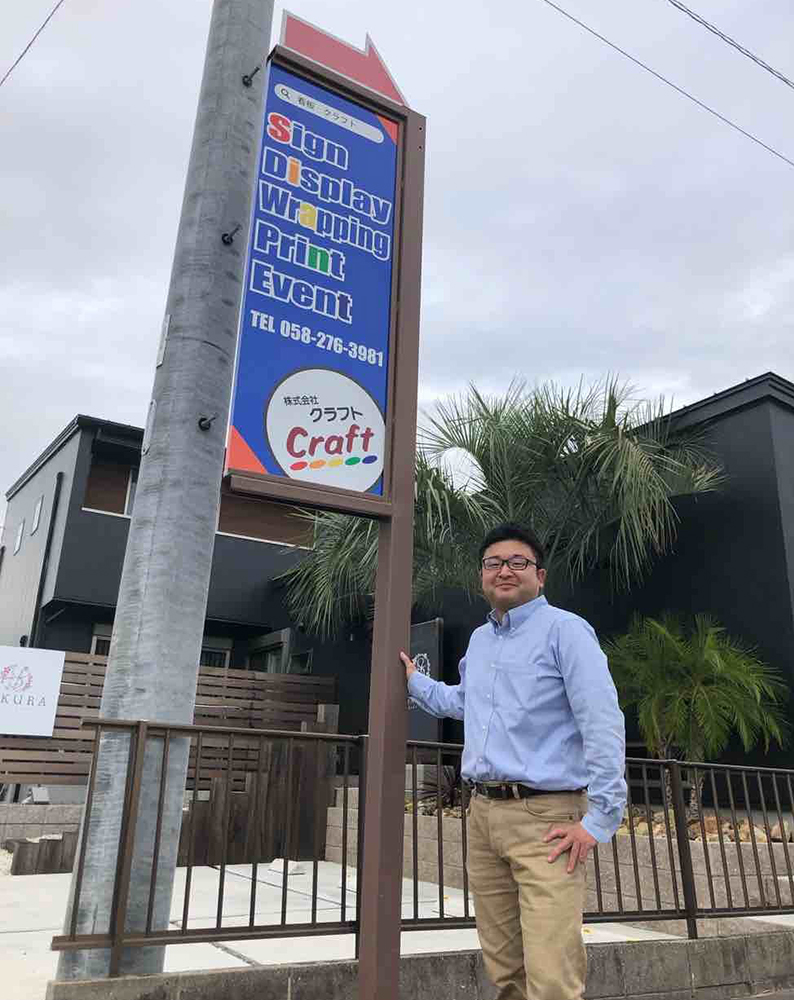 看板 クラフト
Sign
Display
Wrapping
Print
Event
TEL 058-276-3981
株式会社
クラフト
Craft
KURA